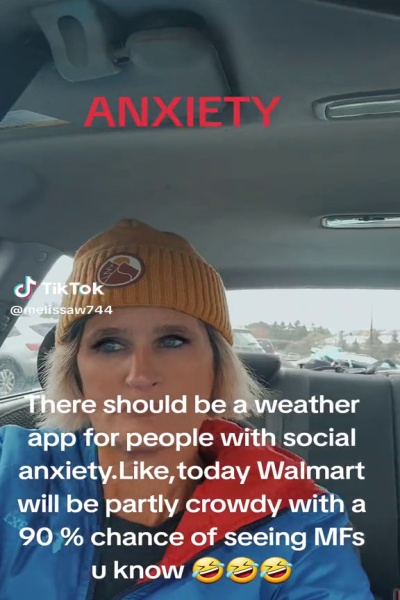 ANXIETY
TikTok
@melissaw744
There should be a weather
app for people with social
anxiety.Like,today Walmart
will be partly crowdy with a
90 % chance of seeing MFs
u know 🤣🤣🤣